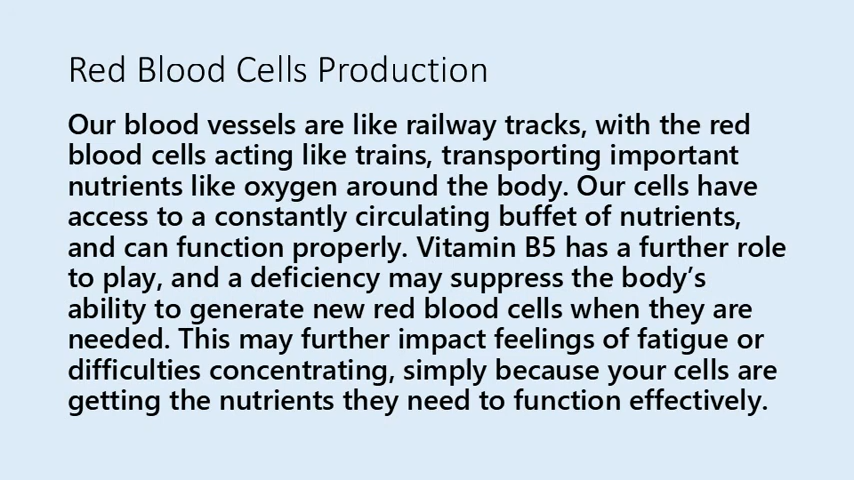 Red Blood Cells Production
Our blood vessels are like railway tracks, with the red
blood cells acting like trains, transporting important
nutrients like oxygen around the body. Our cells have
access to a constantly circulating buffet of nutrients,
and can function properly. Vitamin B5 has a further role
to play, and a deficiency may suppress the body’s
ability to generate new red blood cells when they are
needed. This may further impact feelings of fatigue or
difficulties concentrating, simply because your cells are
getting the nutrients they need to function effectively.